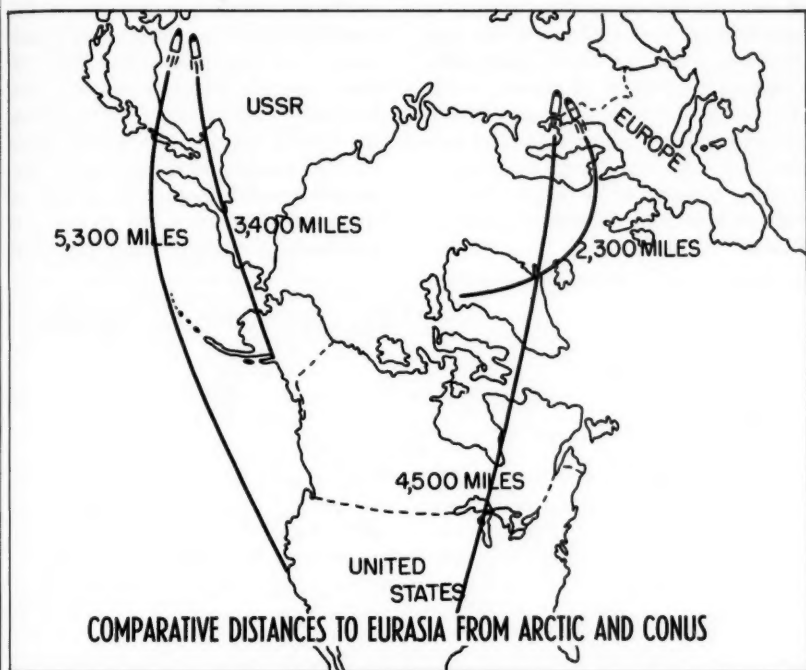 USSR
EUROPE
5,300 MILES
3,400 MILES
2,300 MILES
4,500 MILES
UNITED
STATES
COMPARATIVE DISTANCES TO EURASIA FROM ARCTIC AND CONUS